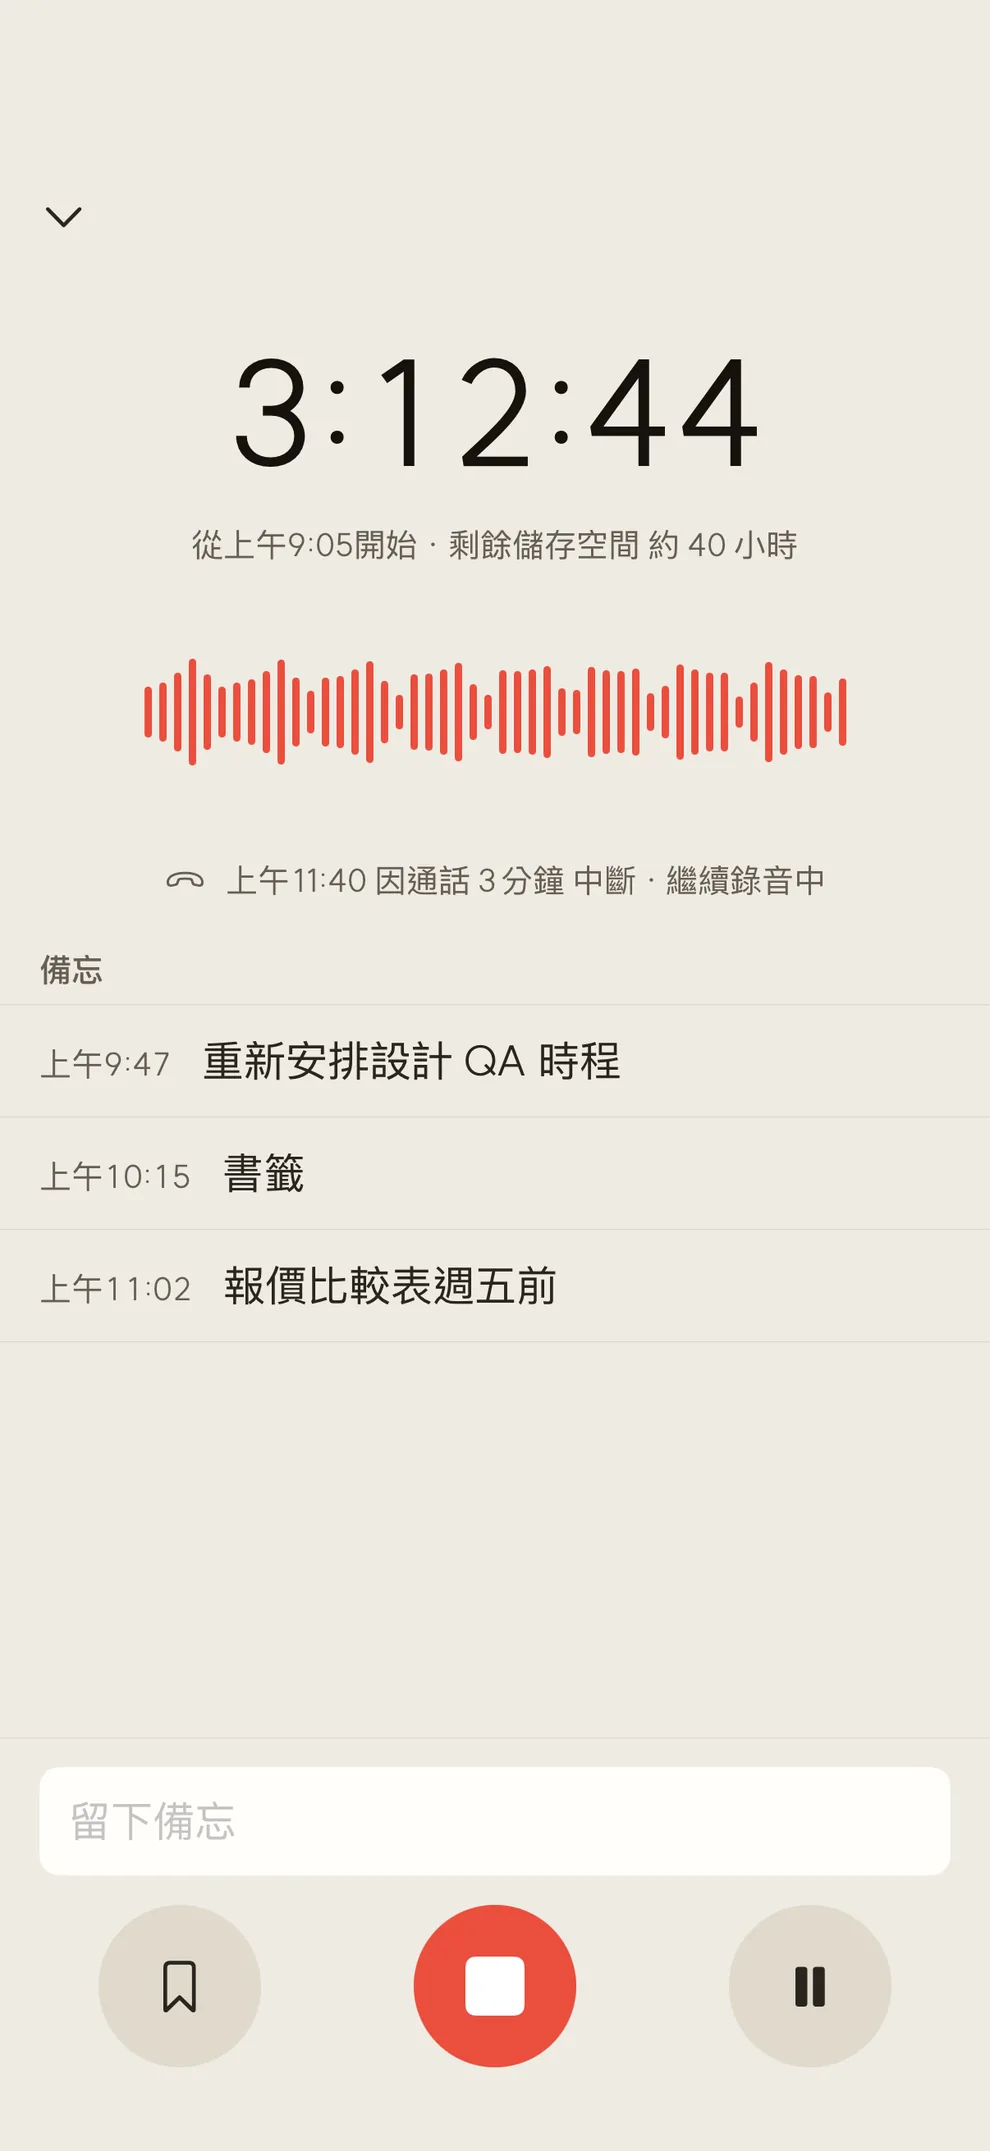 3:12:44
從上午9:05開始 · 剩餘儲存空間 約 40 小時
上午11:40 因通話 3分鐘 中斷 · 繼續錄音中
備忘
上午9:47 重新安排設計 QA 時程
上午10:15 書籤
上午11:02 報價比較表週五前
留下備忘